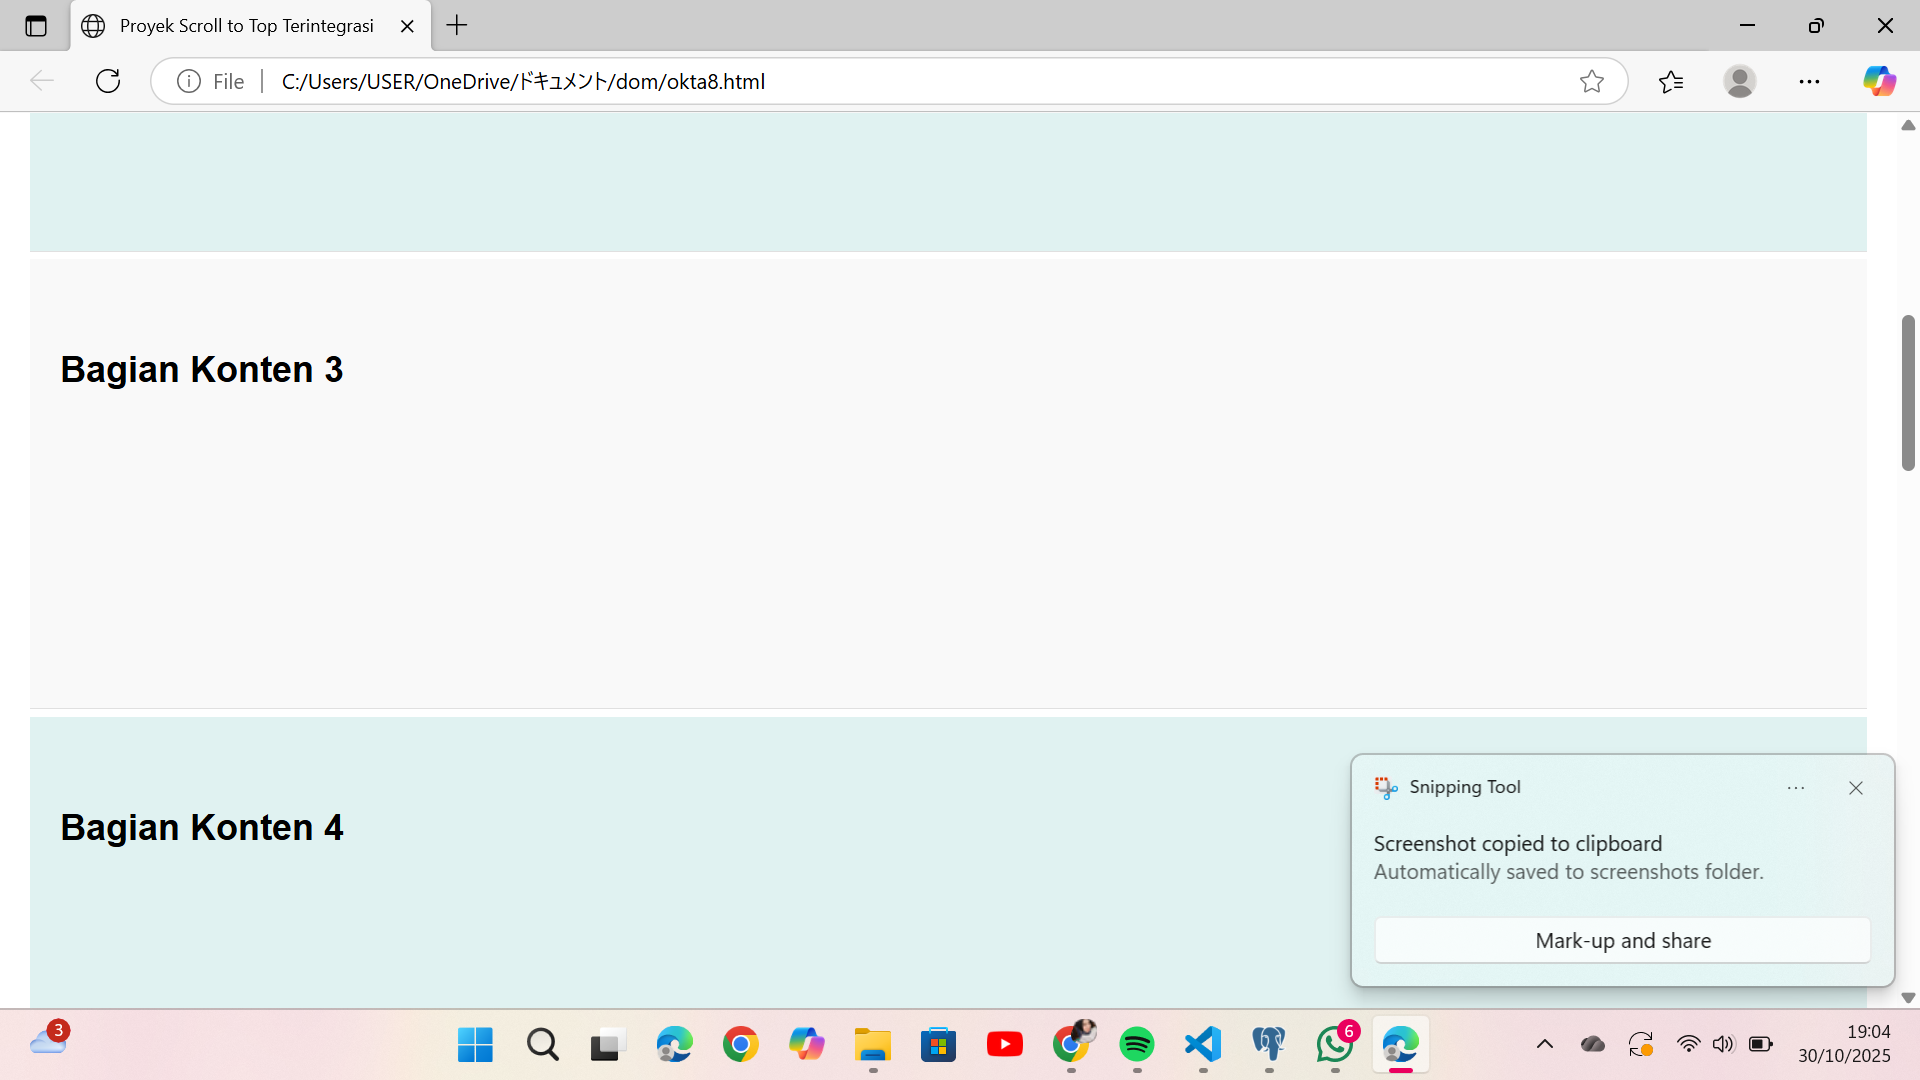 Proyek Scroll to Top Terintegrasi
File
C:/Users/USER/OneDrive/ドキュメント/dom/okta8.html
Bagian Konten 3
Bagian Konten 4
Snipping Tool
Screenshot copied to clipboard
Automatically saved to screenshots folder.
Mark-up and share
3
6
19:04
30/10/2025